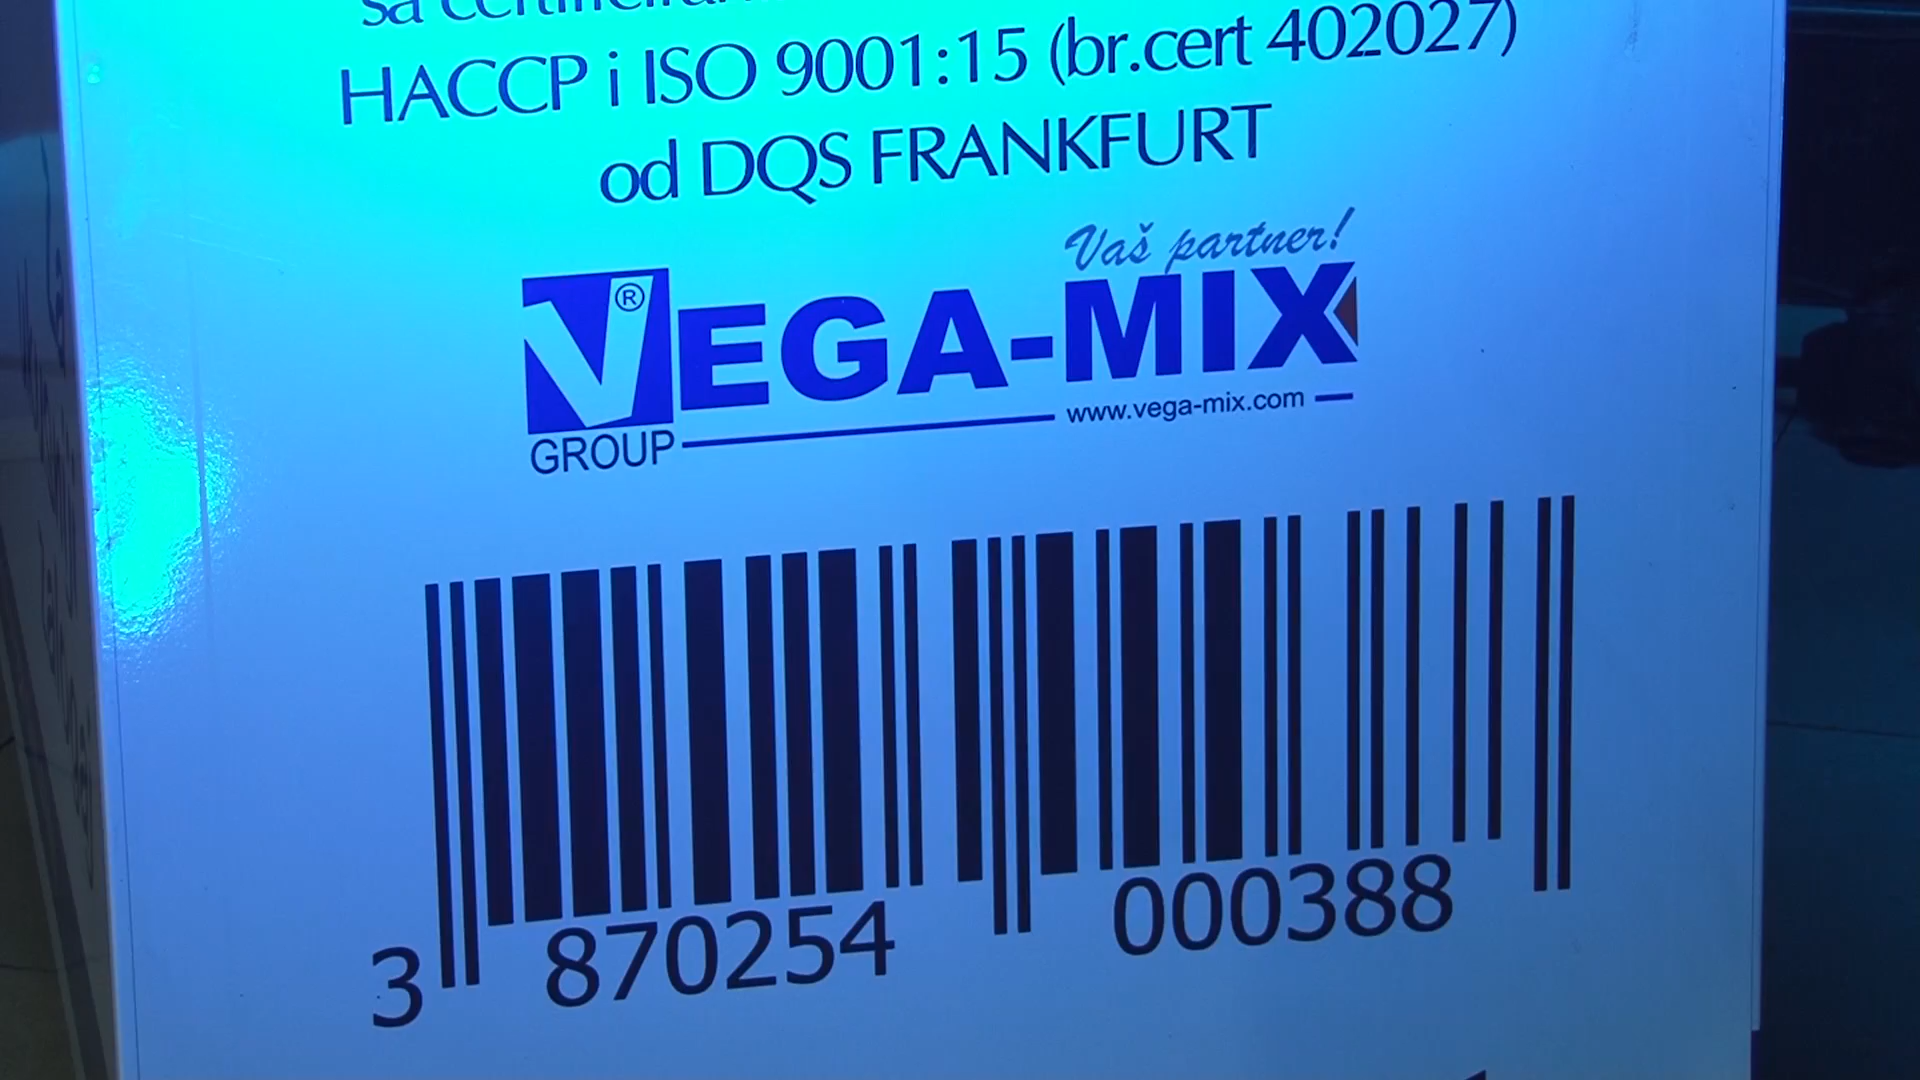 sa
HACCP i ISO 9001:15 (br.cert 402027)
od DQS FRANKFURT
Vaš partner!
VEGA-MIX
®
www.vega-mix.com
GROUP
3 870254 000388